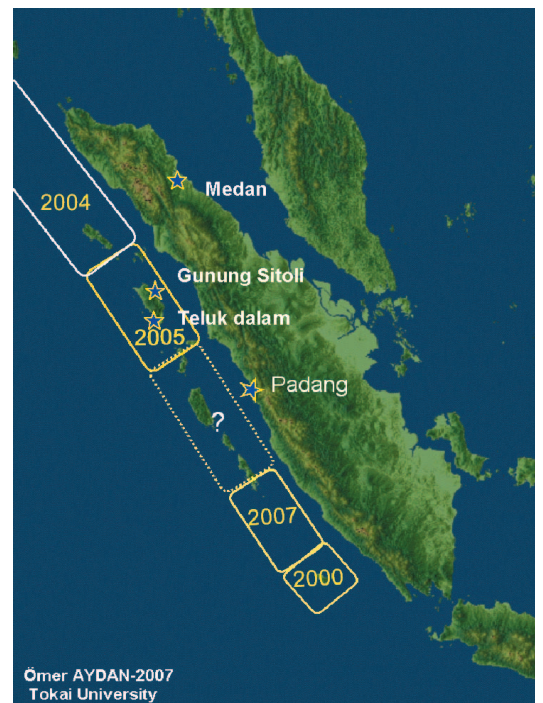 Medan
2004
Gunung Sitoli
Teluk dalam
2005
Padang
?
2007
2000
Ömer AYDAN-2007
Tokai University